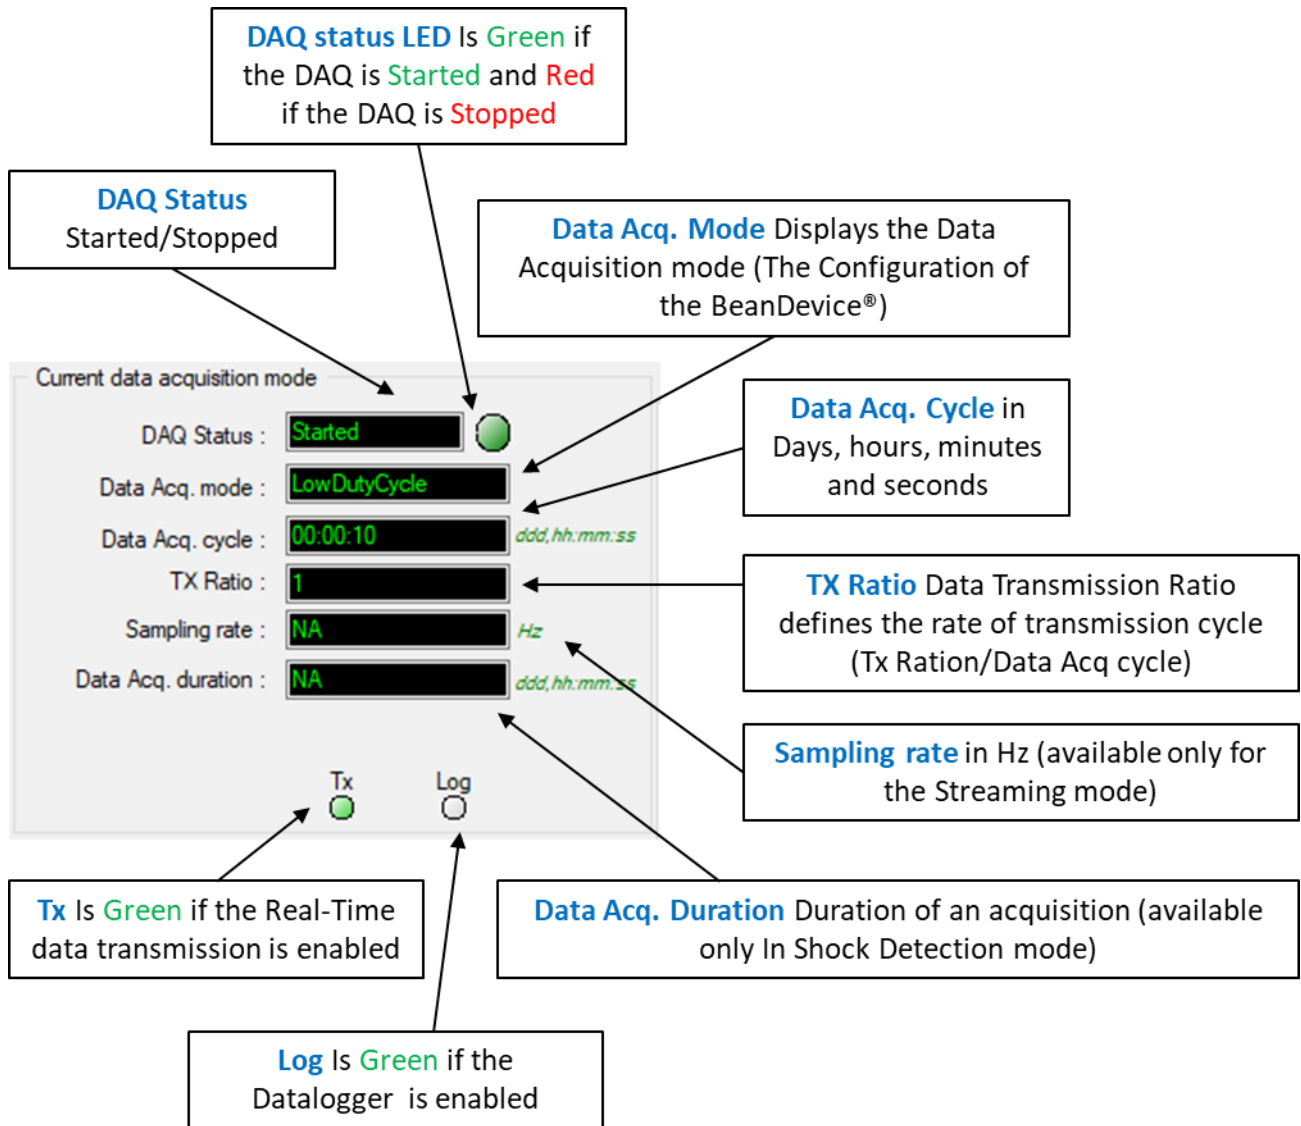 DAQ status LED Is Green if
the DAQ is Started and Red
if the DAQ is Stopped
DAQ Status
Started/Stopped
Data Acq. Mode Displays the Data
Acquisition mode (The Configuration of
the BeanDevice®)
Current data acquisition mode
DAQ Status :
Started
Data Acq. mode :
LowDutyCycle
Data Acq. cycle :
00:00:10
ddd,hh:mm:ss
TX Ratio :
1
Sampling rate :
NA
Hz
Data Acq. duration :
NA
ddd,hh:mm:ss
Tx
Log
Data Acq. Cycle in
Days, hours, minutes
and seconds
TX Ratio Data Transmission Ratio
defines the rate of transmission cycle
(Tx Ration/Data Acq cycle)
Sampling rate in Hz (available only for
the Streaming mode)
Tx Is Green if the Real-Time
data transmission is enabled
Data Acq. Duration Duration of an acquisition (available
only In Shock Detection mode)
Log Is Green if the
Datalogger is enabled